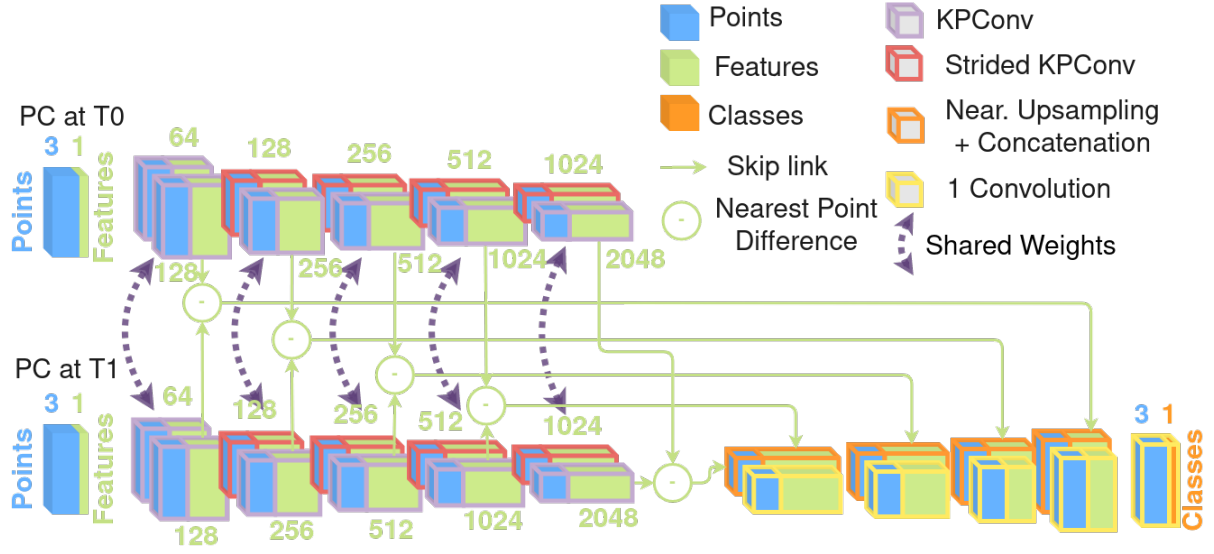 Points
Features
Classes
KPConv
Strided KPConv
Near. Upsampling
+ Concatenation
1 Convolution
Skip link
-
Nearest Point
Difference
Shared Weights
PC at T0
3 1
Points
Features
64
128
256
512
1024
128
256
512
1024
2048
-
-
-
-
PC at T1
3 1
Points
Features
64
128
256
512
1024
128
256
512
1024
2048
-
3 1
Classes